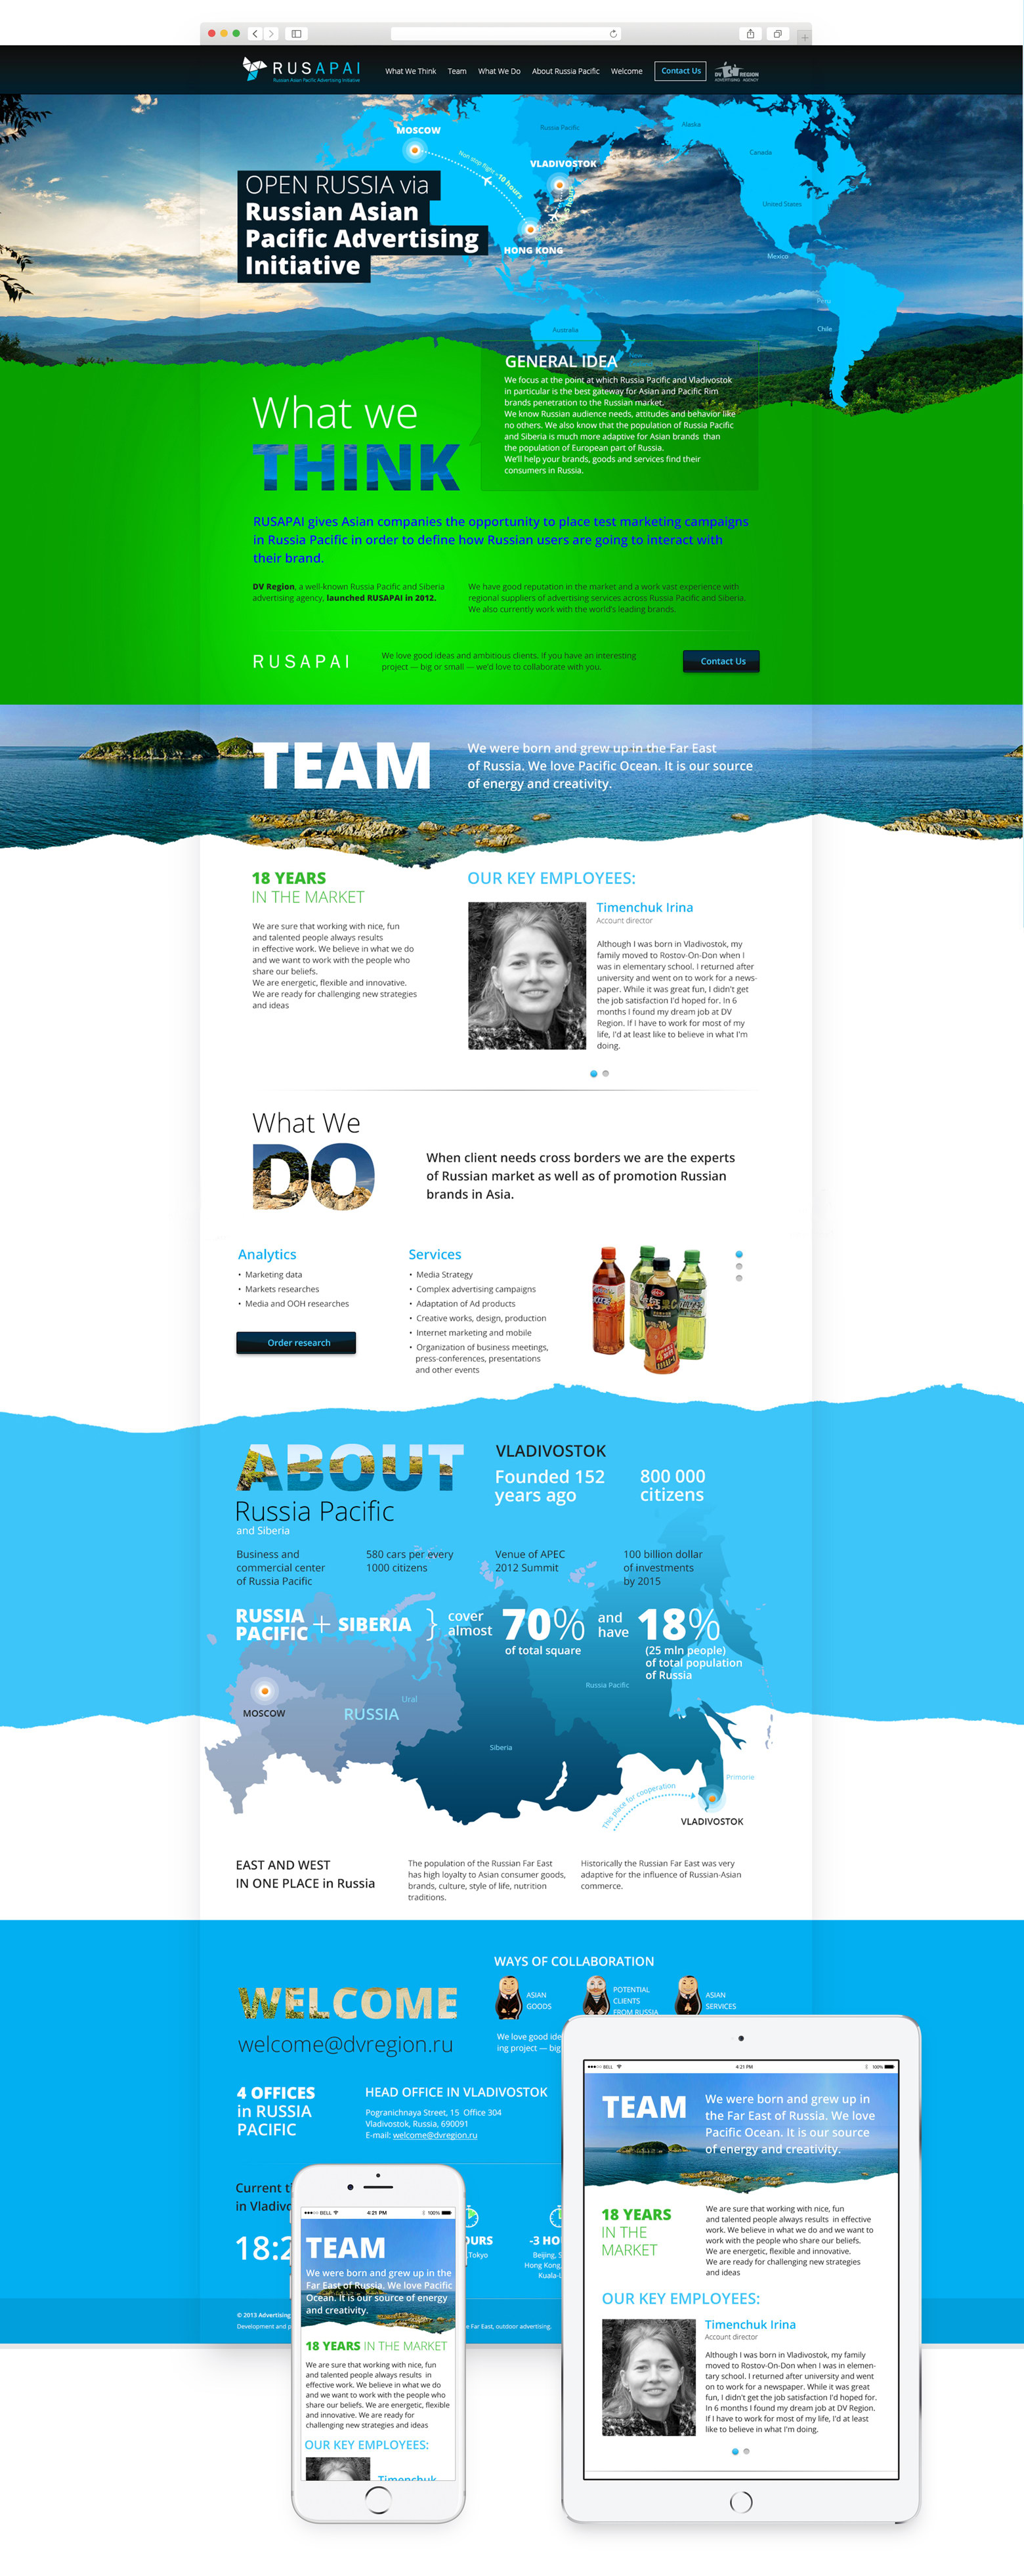 RUSAPAI
Russian Asian Pacific Advertising Initiative
What We Think
Team
What We Do
About Russia Pacific
Welcome
Contact Us
DV REGION
ADVERTISING AGENCY
MOSCOW
Russia Pacific
Alaska
Canada
Non stop flight ~10 hours
VLADIVOSTOK
United States
HONG KONG
Mexico
Peru
Chile
Australia
New
OPEN RUSSIA via
Russian Asian
Pacific Advertising
Initiative
What we
THINK
GENERAL IDEA
We focus at the point at which Russia Pacific and Vladivostok
in particular is the best gateway for Asian and Pacific Rim
brands penetration to the Russian market.
We know Russian audience needs, attitudes and behavior like
no others. We also know that the population of Russia Pacific
and Siberia is much more adaptive for Asian brands than
the population of European part of Russia.
We'll help your brands, goods and services find their
consumers in Russia.
RUSAPAI gives Asian companies the opportunity to place test marketing campaigns
in Russia Pacific in order to define how Russian users are going to interact with
their brand.
DV Region, a well-known Russia Pacific and Siberia
advertising agency, launched RUSAPAI in 2012.
We have good reputation in the market and a work vast experience with
regional suppliers of advertising services across Russia Pacific and Siberia.
We also currently work with the world's leading brands.
RUSAPAI
We love good ideas and ambitious clients. If you have an interesting
project — big or small — we'd love to collaborate with you.
Contact Us
TEAM
We were born and grew up in the Far East
of Russia. We love Pacific Ocean. It is our source
of energy and creativity.
18 YEARS
IN THE MARKET
We are sure that working with nice, fun
and talented people always results
in effective work. We believe in what we do
and we want to work with the people who
share our beliefs.
We are energetic, flexible and innovative.
We are ready for challenging new strategies
and ideas
OUR KEY EMPLOYEES:
Timenchuk Irina
Account director
Although I was born in Vladivostok, my
family moved to Rostov-On-Don when I
was in elementary school. I returned after
university and went on to work for a news-
paper. While it was great fun, I didn't get
the job satisfaction I'd hoped for. In 6
months I found my dream job at DV
Region. If I have to work for most of my
life, I'd at least like to believe in what I'm
doing.
What We
DO
When client needs cross borders we are the experts
of Russian market as well as of promotion Russian
brands in Asia.
Analytics
• Marketing data
• Markets researches
• Media and OOH researches
Order research
Services
• Media Strategy
• Complex advertising campaigns
• Adaptation of Ad products
• Creative works, design, production
• Internet marketing and mobile
• Organization of business meetings,
press-conferences, presentations
and other events
ABOUT
Russia Pacific
and Siberia
VLADIVOSTOK
Founded 152
years ago
800 000
citizens
Business and
commercial center
of Russia Pacific
580 cars per every
1000 citizens
Venue of APEC
2012 Summit
100 billion dollar
of investments
by 2015
RUSSIA
PACIFIC + SIBERIA }
cover
almost
70%
of total square
and
have
18%
(25 mln people)
of total population
of Russia
Russia Pacific
MOSCOW
Ural
RUSSIA
Siberia
Primorie
This place for cooperation
VLADIVOSTOK
EAST AND WEST
IN ONE PLACE in Russia
The population of the Russian Far East
has high loyalty to Asian consumer goods,
brands, culture, style of life, nutrition
traditions.
Historically the Russian Far East was very
adaptive for the influence of Russian-Asian
commerce.
WELCOME
welcome@dvregion.ru
WAYS OF COLLABORATION
ASIAN
GOODS
POTENTIAL
CLIENTS
FROM RUSSIA
ASIAN
SERVICES
We love good ide
ing project — big
4 OFFICES
in RUSSIA
PACIFIC
HEAD OFFICE IN VLADIVOSTOK
Pogranichnaya Street, 15 Office 304
Vladivostok, Russia, 690091
E-mail: welcome@dvregion.ru
Current t
in Vladivo
18:2
OURS
Tokyo
-3 HO
Beijing, S
Hong Kong,
Kuala-L
© 2013 Advertising
Development and p
e Far East, outdoor advertising.
BELL
4:21 PM
100%
TEAM
We were born and grew up in the
Far East of Russia. We love Pacific
Ocean. It is our source of energy
and creativity.
18 YEARS IN THE MARKET
We are sure that working with nice, fun
and talented people always results in
effective work. We believe in what we do
and we want to work with the people who
share our beliefs. We are energetic, flexible
and innovative. We are ready for
challenging new strategies and ideas
OUR KEY EMPLOYEES:
Timenchuk
BELL
4:21 PM
100%
TEAM
We were born and grew up in
the Far East of Russia. We love
Pacific Ocean. It is our source
of energy and creativity.
18 YEARS
IN THE
MARKET
We are sure that working with nice, fun
and talented people always results in effective
work. We believe in what we do and we want to
work with the people who share our beliefs.
We are energetic, flexible and innovative.
We are ready for challenging new strategies
and ideas
OUR KEY EMPLOYEES:
Timenchuk Irina
Account director
Although I was born in Vladivostok, my family
moved to Rostov-On-Don when I was in elemen-
tary school. I returned after university and went
on to work for a newspaper. While it was great
fun, I didn't get the job satisfaction I'd hoped for.
In 6 months I found my dream job at DV Region.
If I have to work for most of my life, I'd at least
like to believe in what I'm doing.